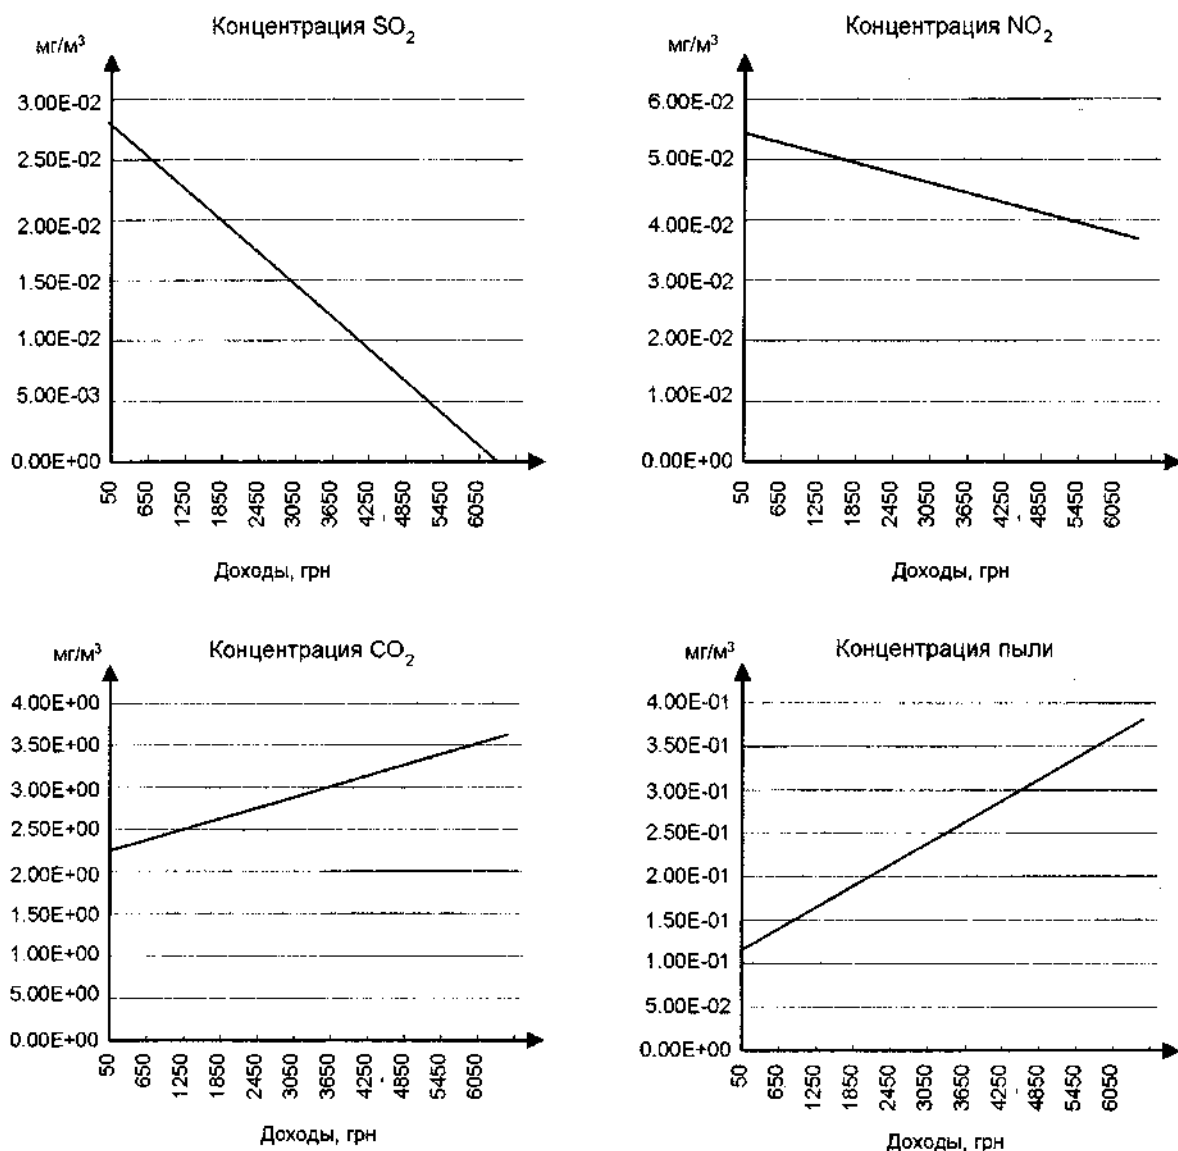 Концентрация SO₂
мг/м³
3.00E-02
2.50E-02
2.00E-02
1.50E-02
1.00E-02
5.00E-03
0.00E+00
50 650 1250 1850 2450 3050 3650 4250 4850 5450 6050
Доходы, грн
Концентрация NO₂
мг/м³
6.00E-02
5.00E-02
4.00E-02
3.00E-02
2.00E-02
1.00E-02
0.00E+00
50 650 1250 1850 2450 3050 3650 4250 4850 5450 6050
Доходы, грн
Концентрация CO₂
мг/м³
4.00E+00
3.50E+00
3.00E+00
2.50E+00
2.00E+00
1.50E+00
1.00E+00
5.00E+00
0.00E+00
50 650 1250 1850 2450 3050 3650 4250 4850 5450 6050
Доходы, грн
Концентрация пыли
мг/м³
4.00E-01
3.50E-01
3.00E-01
2.50E-01
2.00E-01
1.50E-01
1.00E-01
5.00E-02
0.00E+00
50 650 1250 1850 2450 3050 3650 4250 4850 5450 6050
Доходы, грн